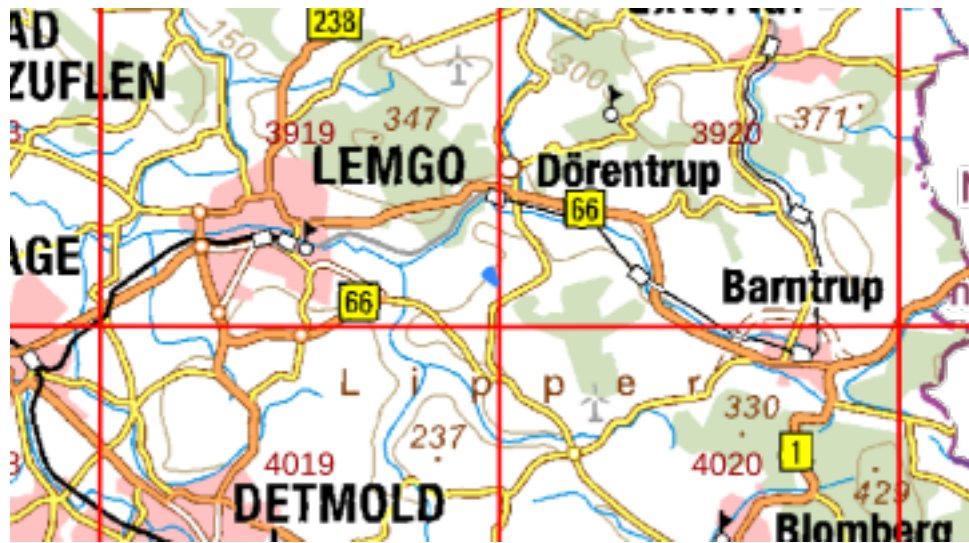 AD
ZUFLEN
150
238
300
347
371
3919
3920
LEMGO
Dörentrup
66
AGE
66
Barntrup
L i p p e r
237
330
1
4019
4020
429
DETMOLD
Blomberg